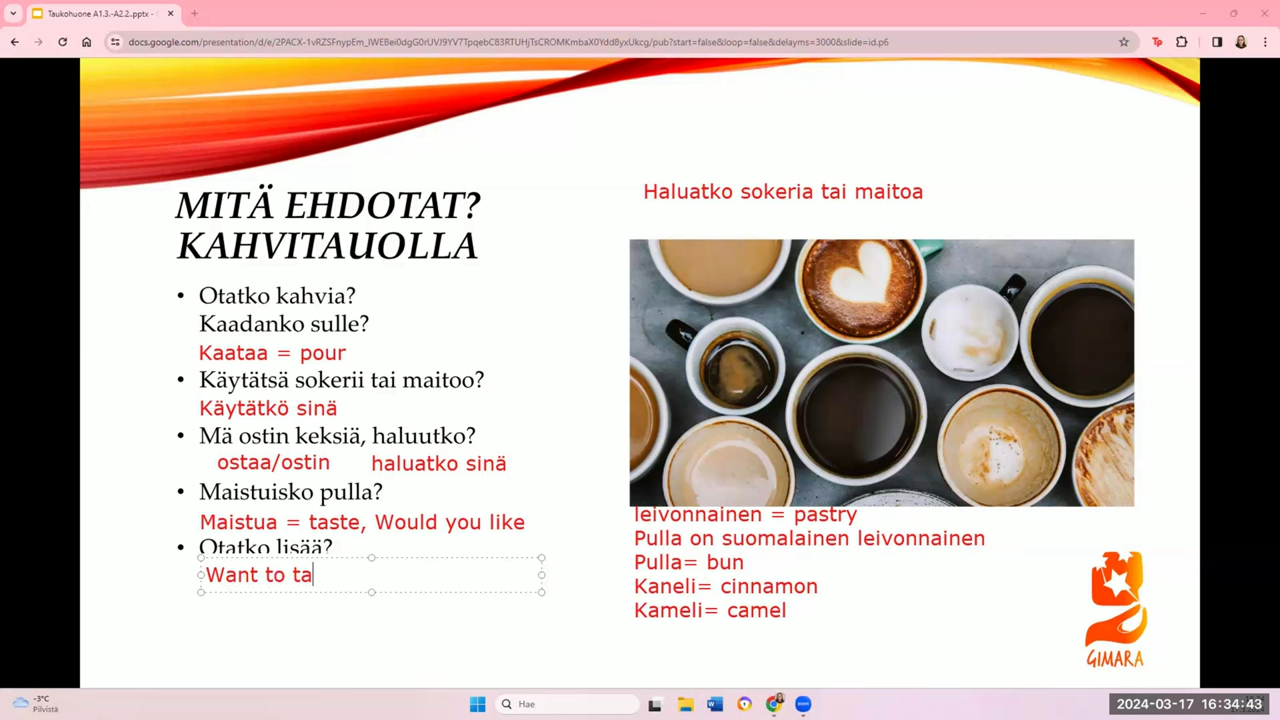 Taukohuone A1.3.-A2.2..pptx - G
docs.google.com/presentation/d/e/2PACX-1vRZSFnypEm_lWEBei0dgG0rUVJ9YV7TpqebC83RTUHjTsCROMKmbaX0Ydd8yxUkcg/pub?start=false&loop=false&delayms=3000&slide=id.p6
Haluatko sokeria tai maitoa
MITÄ EHDOTAT?
KAHVITAUOLLA
• Otatko kahvia?
Kaadanko sulle?
Kaataa = pour
• Käytätsä sokerii tai maitoo?
Käytätkö sinä
• Mä ostin keksiä, haluutko?
ostaa/ostin haluatko sinä
• Maistuisko pulla?
Maistua = taste, Would you like
• Otatko lisää?
Want to ta
leivonnainen = pastry
Pulla on suomalainen leivonnainen
Pulla= bun
Kaneli= cinnamon
Kameli= camel
GIMARA
-3°C
Pilvistä
Hae
2024-03-17 16:34:43